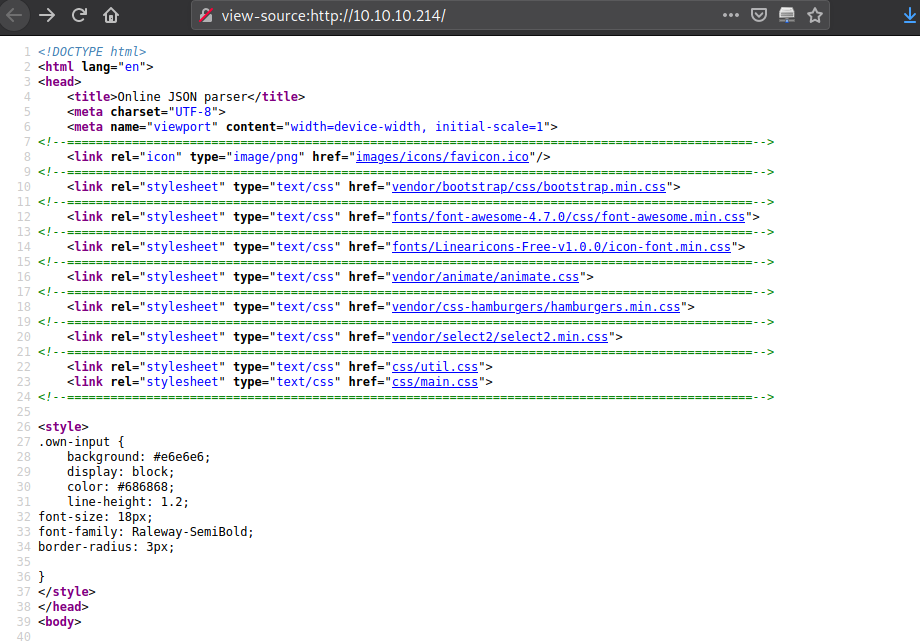 view-source:http://10.10.10.214/
1 <!DOCTYPE html>
2 <html lang="en">
3 <head>
4     <title>Online JSON parser</title>
5     <meta charset="UTF-8">
6     <meta name="viewport" content="width=device-width, initial-scale=1">
7 <!--===============================================================================================-->
8     <link rel="icon" type="image/png" href="images/icons/favicon.ico"/>
9 <!--===============================================================================================-->
10     <link rel="stylesheet" type="text/css" href="vendor/bootstrap/css/bootstrap.min.css">
11 <!--===============================================================================================-->
12     <link rel="stylesheet" type="text/css" href="fonts/font-awesome-4.7.0/css/font-awesome.min.css">
13 <!--===============================================================================================-->
14     <link rel="stylesheet" type="text/css" href="fonts/Linearicons-Free-v1.0.0/icon-font.min.css">
15 <!--===============================================================================================-->
16     <link rel="stylesheet" type="text/css" href="vendor/animate/animate.css">
17 <!--===============================================================================================-->
18     <link rel="stylesheet" type="text/css" href="vendor/css-hamburgers/hamburgers.min.css">
19 <!--===============================================================================================-->
20     <link rel="stylesheet" type="text/css" href="vendor/select2/select2.min.css">
21 <!--===============================================================================================-->
22     <link rel="stylesheet" type="text/css" href="css/util.css">
23     <link rel="stylesheet" type="text/css" href="css/main.css">
24 <!--===============================================================================================-->
25
26 <style>
27 .own-input {
28     background: #e6e6e6;
29     display: block;
30     color: #686868;
31     line-height: 1.2;
32 font-size: 18px;
33 font-family: Raleway-SemiBold;
34 border-radius: 3px;
35
36 }
37 </style>
38 </head>
39 <body>
40